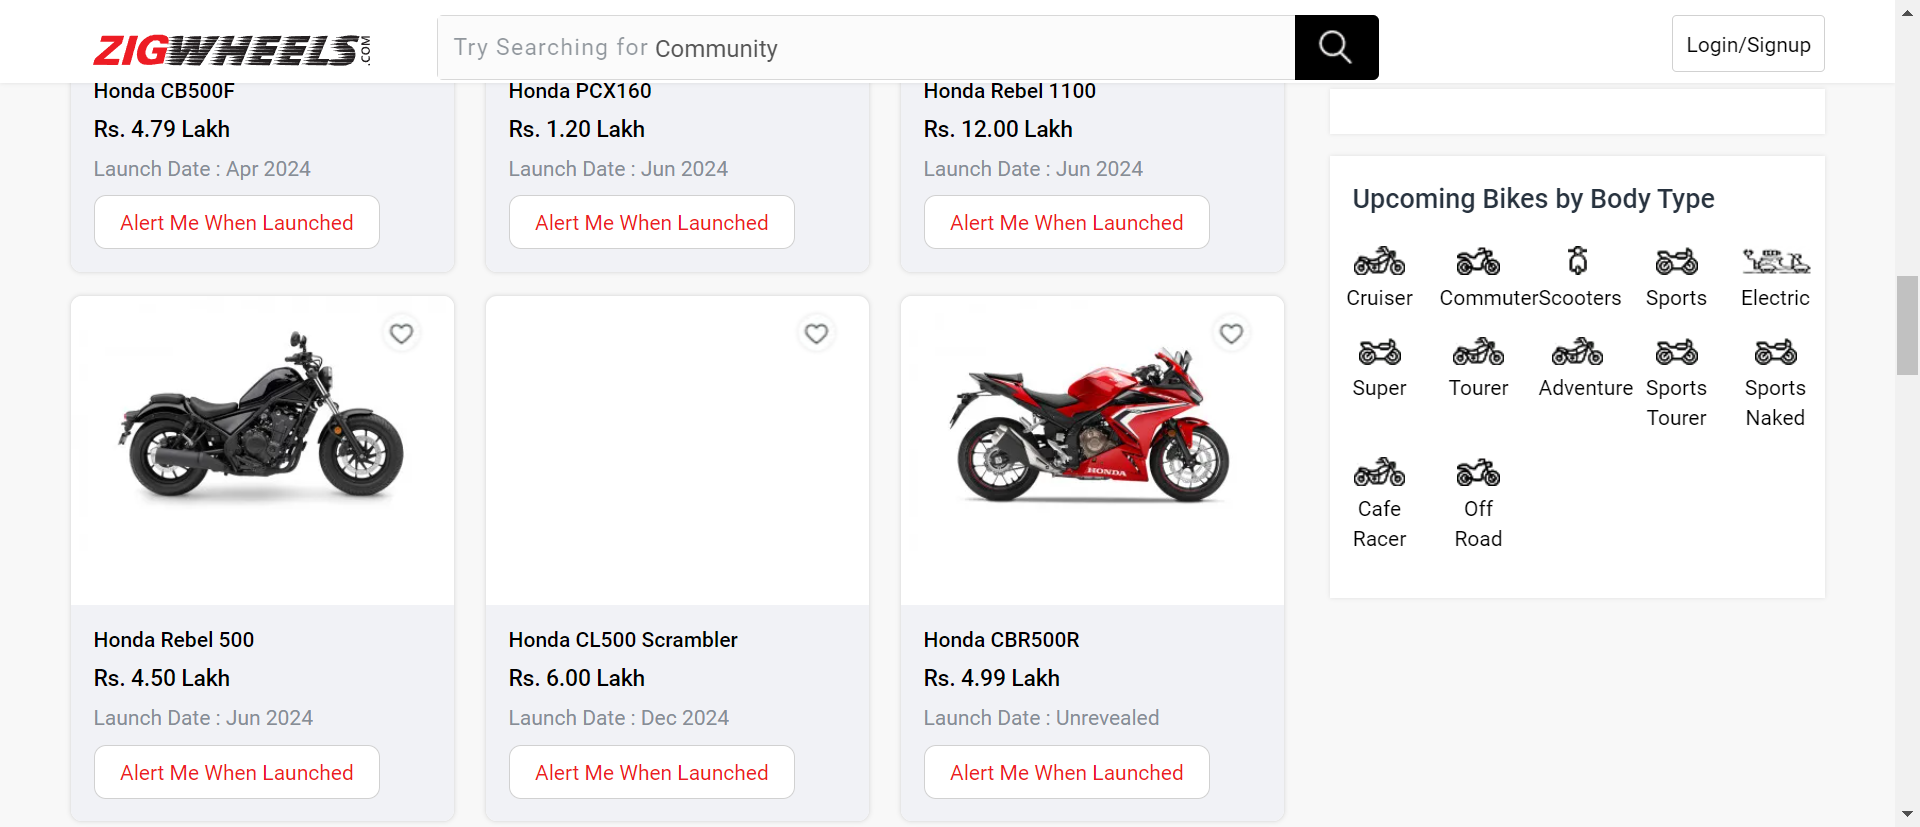 ZIGWHEELS.COM
Try Searching for Community
Login/Signup
Honda CB500F
Rs. 4.79 Lakh
Launch Date : Apr 2024
Alert Me When Launched
Honda PCX160
Rs. 1.20 Lakh
Launch Date : Jun 2024
Alert Me When Launched
Honda Rebel 1100
Rs. 12.00 Lakh
Launch Date : Jun 2024
Alert Me When Launched
Honda Rebel 500
Rs. 4.50 Lakh
Launch Date : Jun 2024
Alert Me When Launched
Honda CL500 Scrambler
Rs. 6.00 Lakh
Launch Date : Dec 2024
Alert Me When Launched
HONDA
Honda CBR500R
Rs. 4.99 Lakh
Launch Date : Unrevealed
Alert Me When Launched
Upcoming Bikes by Body Type
Cruiser
Commuter
Scooters
Sports
Electric
Super
Tourer
Adventure
Sports
Tourer
Sports
Naked
Cafe
Racer
Off
Road